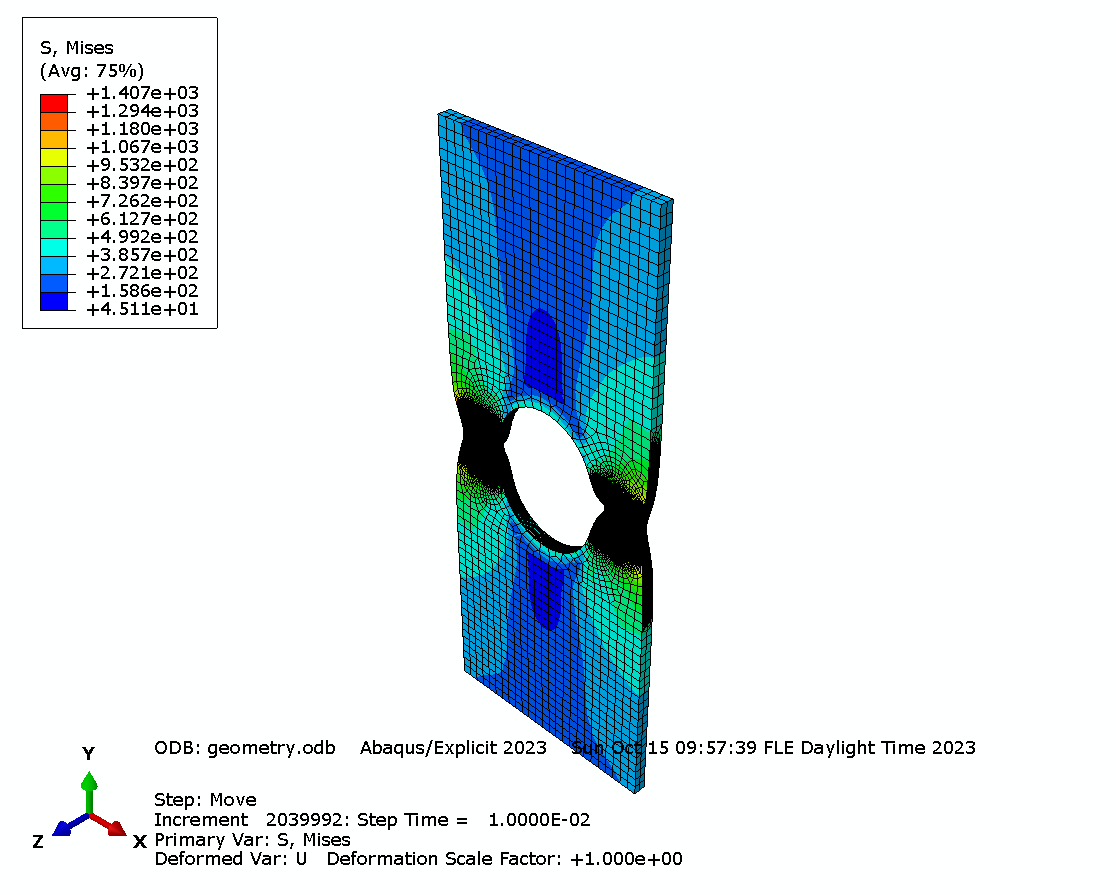 S, Mises
(Avg: 75%)
+1.407e+03
+1.294e+03
+1.180e+03
+1.067e+03
+9.532e+02
+8.397e+02
+7.262e+02
+6.127e+02
+4.992e+02
+3.857e+02
+2.721e+02
+1.586e+02
+4.511e+01
ODB: geometry.odb Abaqus/Explicit 2023 Sun Oct 15 09:57:39 FLE Daylight Time 2023
Y
Z
X
Step: Move
Increment 2039992: Step Time = 1.0000E-02
Primary Var: S, Mises
Deformed Var: U Deformation Scale Factor: +1.000e+00